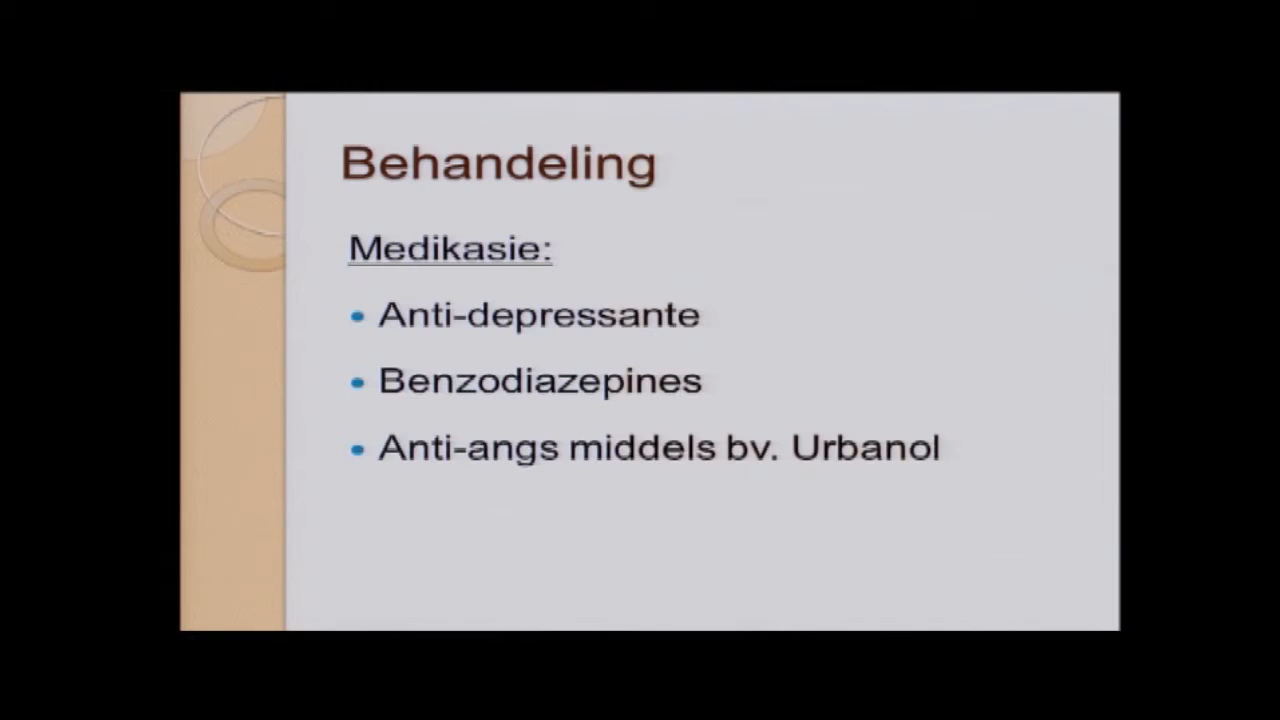 Behandeling
Medikasie:
• Anti-depressante
• Benzodiazepines
• Anti-angs middels bv. Urbanol